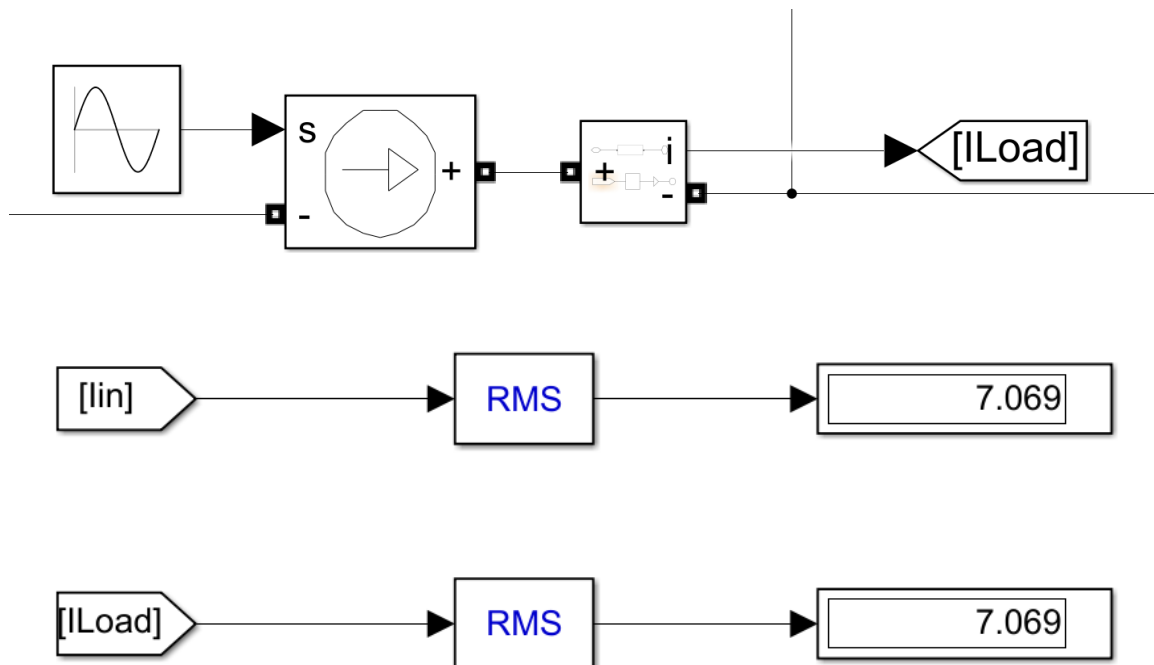 s
+
-
+
i
-
[ILoad]
[Iin]
RMS
7.069
[ILoad]
RMS
7.069